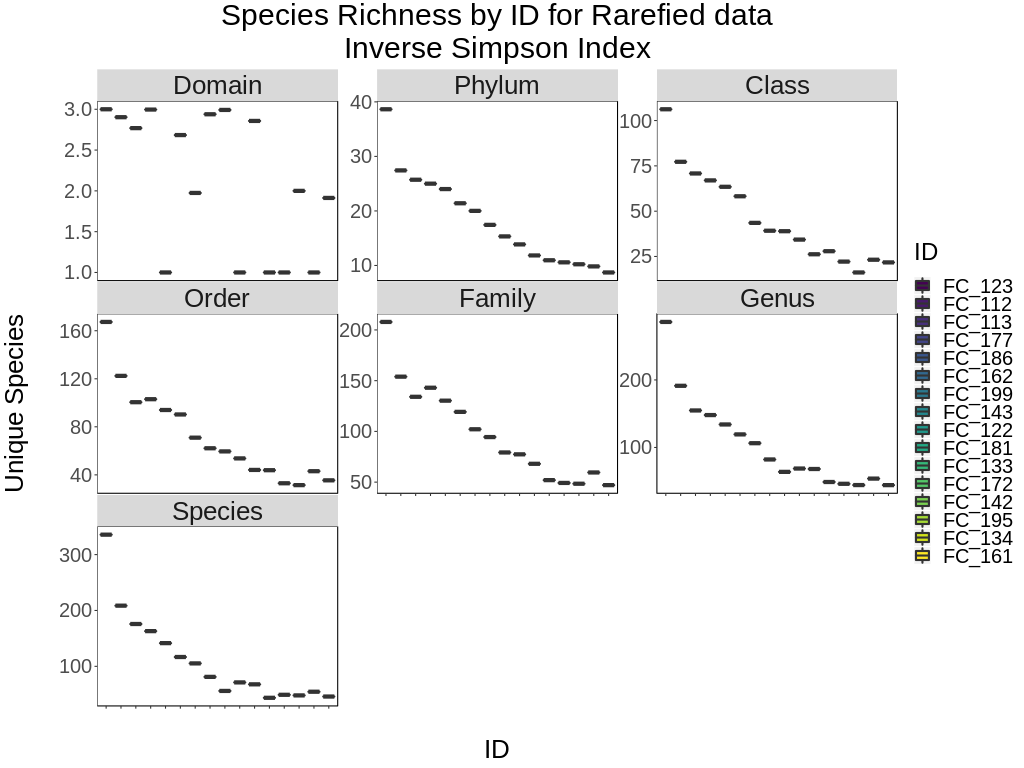 Species Richness by ID for Rarefied data
Inverse Simpson Index
Domain
3.0
2.5
2.0
1.5
1.0
Phylum
40
30
20
10
Class
100
75
50
25
Order
160
120
80
40
Family
200
150
100
50
Genus
200
100
Species
300
200
100
Unique Species
ID
ID
FC_123
FC_112
FC_113
FC_177
FC_186
FC_162
FC_199
FC_143
FC_122
FC_181
FC_133
FC_172
FC_142
FC_195
FC_134
FC_161